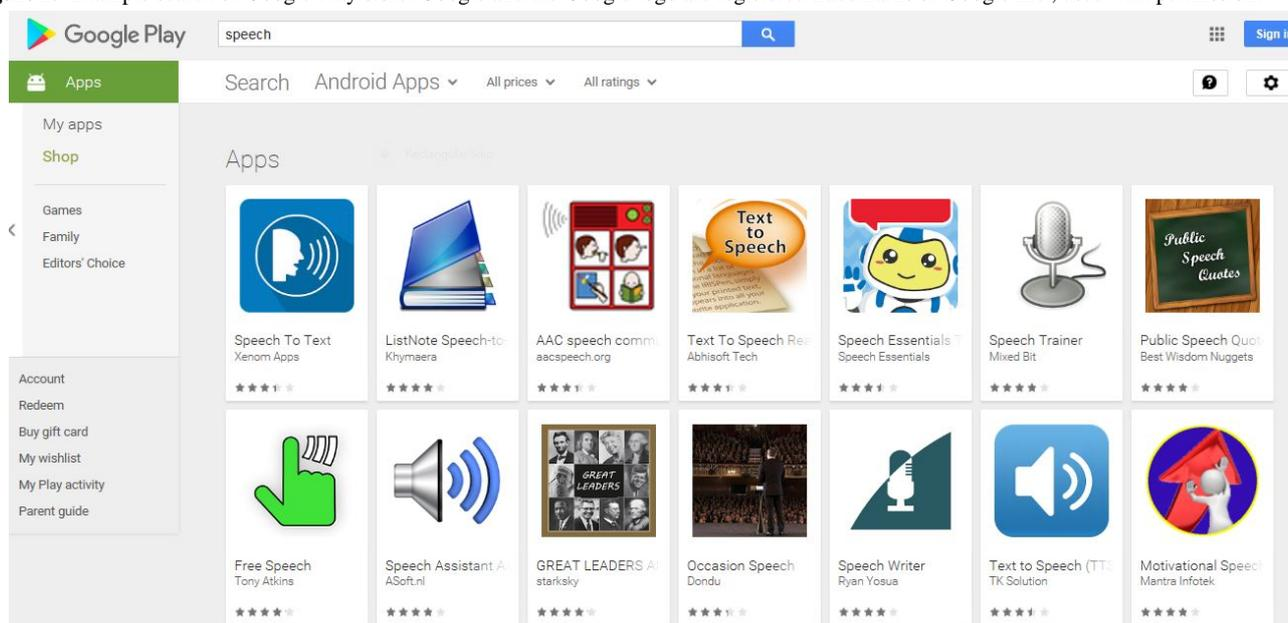 Google Play
speech
Sign i
Apps
Search Android Apps All prices All ratings
My apps
Shop
Games
Family
Editors' Choice
Account
Redeem
Buy gift card
My wishlist
My Play activity
Parent guide
Apps
Text
to
Speech
Public
Speech
Quotes
Speech To Text
Xenom Apps
ListNote Speech-to-
Khymaera
AAC speech comm
aacspeech.org
Text To Speech Rea
Abhisoft Tech
Speech Essentials T
Speech Essentials
Speech Trainer
Mixed Bit
Public Speech Quot
Best Wisdom Nuggets
GREAT
LEADERS
Free Speech
Tony Atkins
Speech Assistant A
ASoft.nl
GREAT LEADERS A
starksky
Occasion Speech
Dondu
Speech Writer
Ryan Yosua
Text to Speech (TTS
TK Solution
Motivational Speec
Mantra Infotek